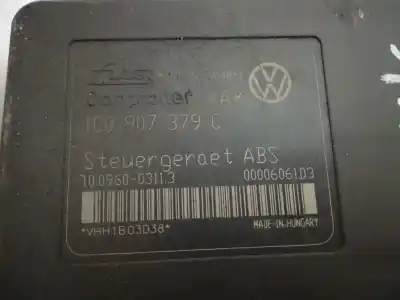 1C0 907 379 C
Steuergeraet ABS
10.0960-0311.3 00006061D3
*VHH1B03D38*
MADE IN HUNGARY